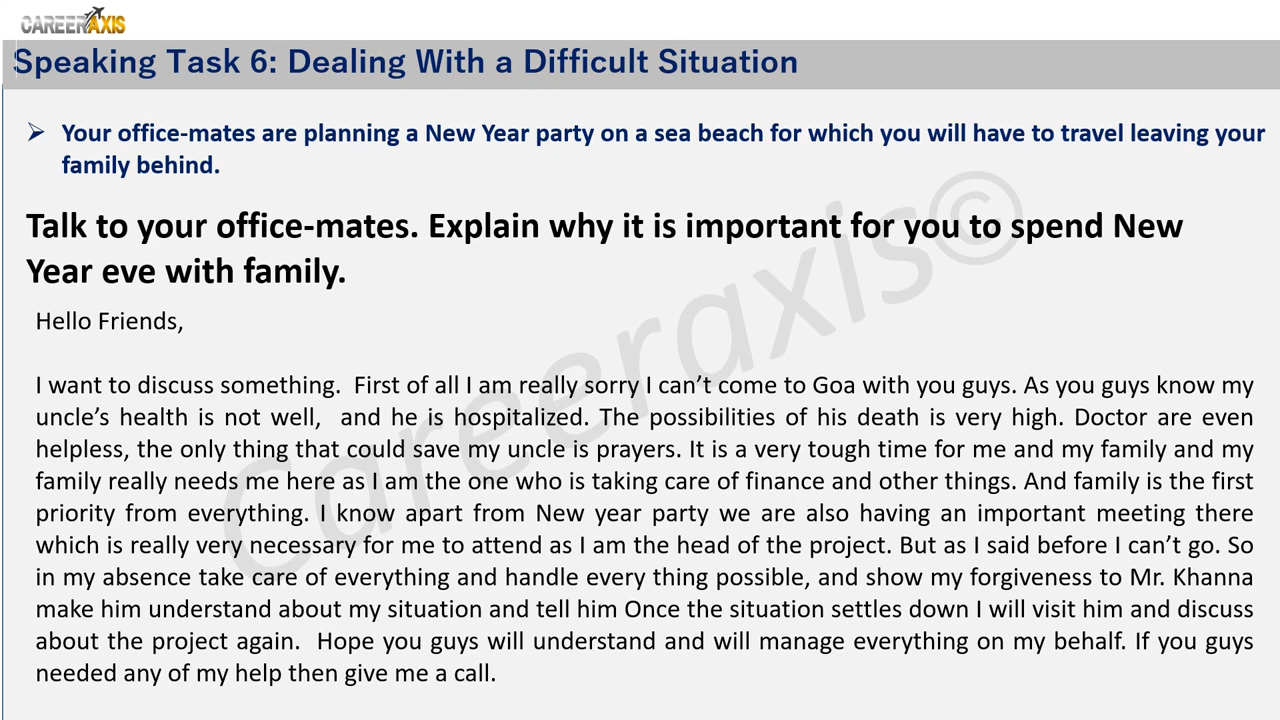 CAREERAXIS
Speaking Task 6: Dealing With a Difficult Situation
Your office-mates are planning a New Year party on a sea beach for which you will have to travel leaving your
family behind.
Talk to your office-mates. Explain why it is important for you to spend New
Year eve with family.
Hello Friends,
I want to discuss something.  First of all I am really sorry I can’t come to Goa with you guys. As you guys know my
uncle’s health is not well,  and he is hospitalized. The possibilities of his death is very high. Doctor are even
helpless, the only thing that could save my uncle is prayers. It is a very tough time for me and my family and my
family really needs me here as I am the one who is taking care of finance and other things. And family is the first
priority from everything. I know apart from New year party we are also having an important meeting there
which is really very necessary for me to attend as I am the head of the project. But as I said before I can’t go. So
in my absence take care of everything and handle every thing possible, and show my forgiveness to Mr. Khanna
make him understand about my situation and tell him Once the situation settles down I will visit him and discuss
about the project again.  Hope you guys will understand and will manage everything on my behalf. If you guys
needed any of my help then give me a call.
Careeraxis©